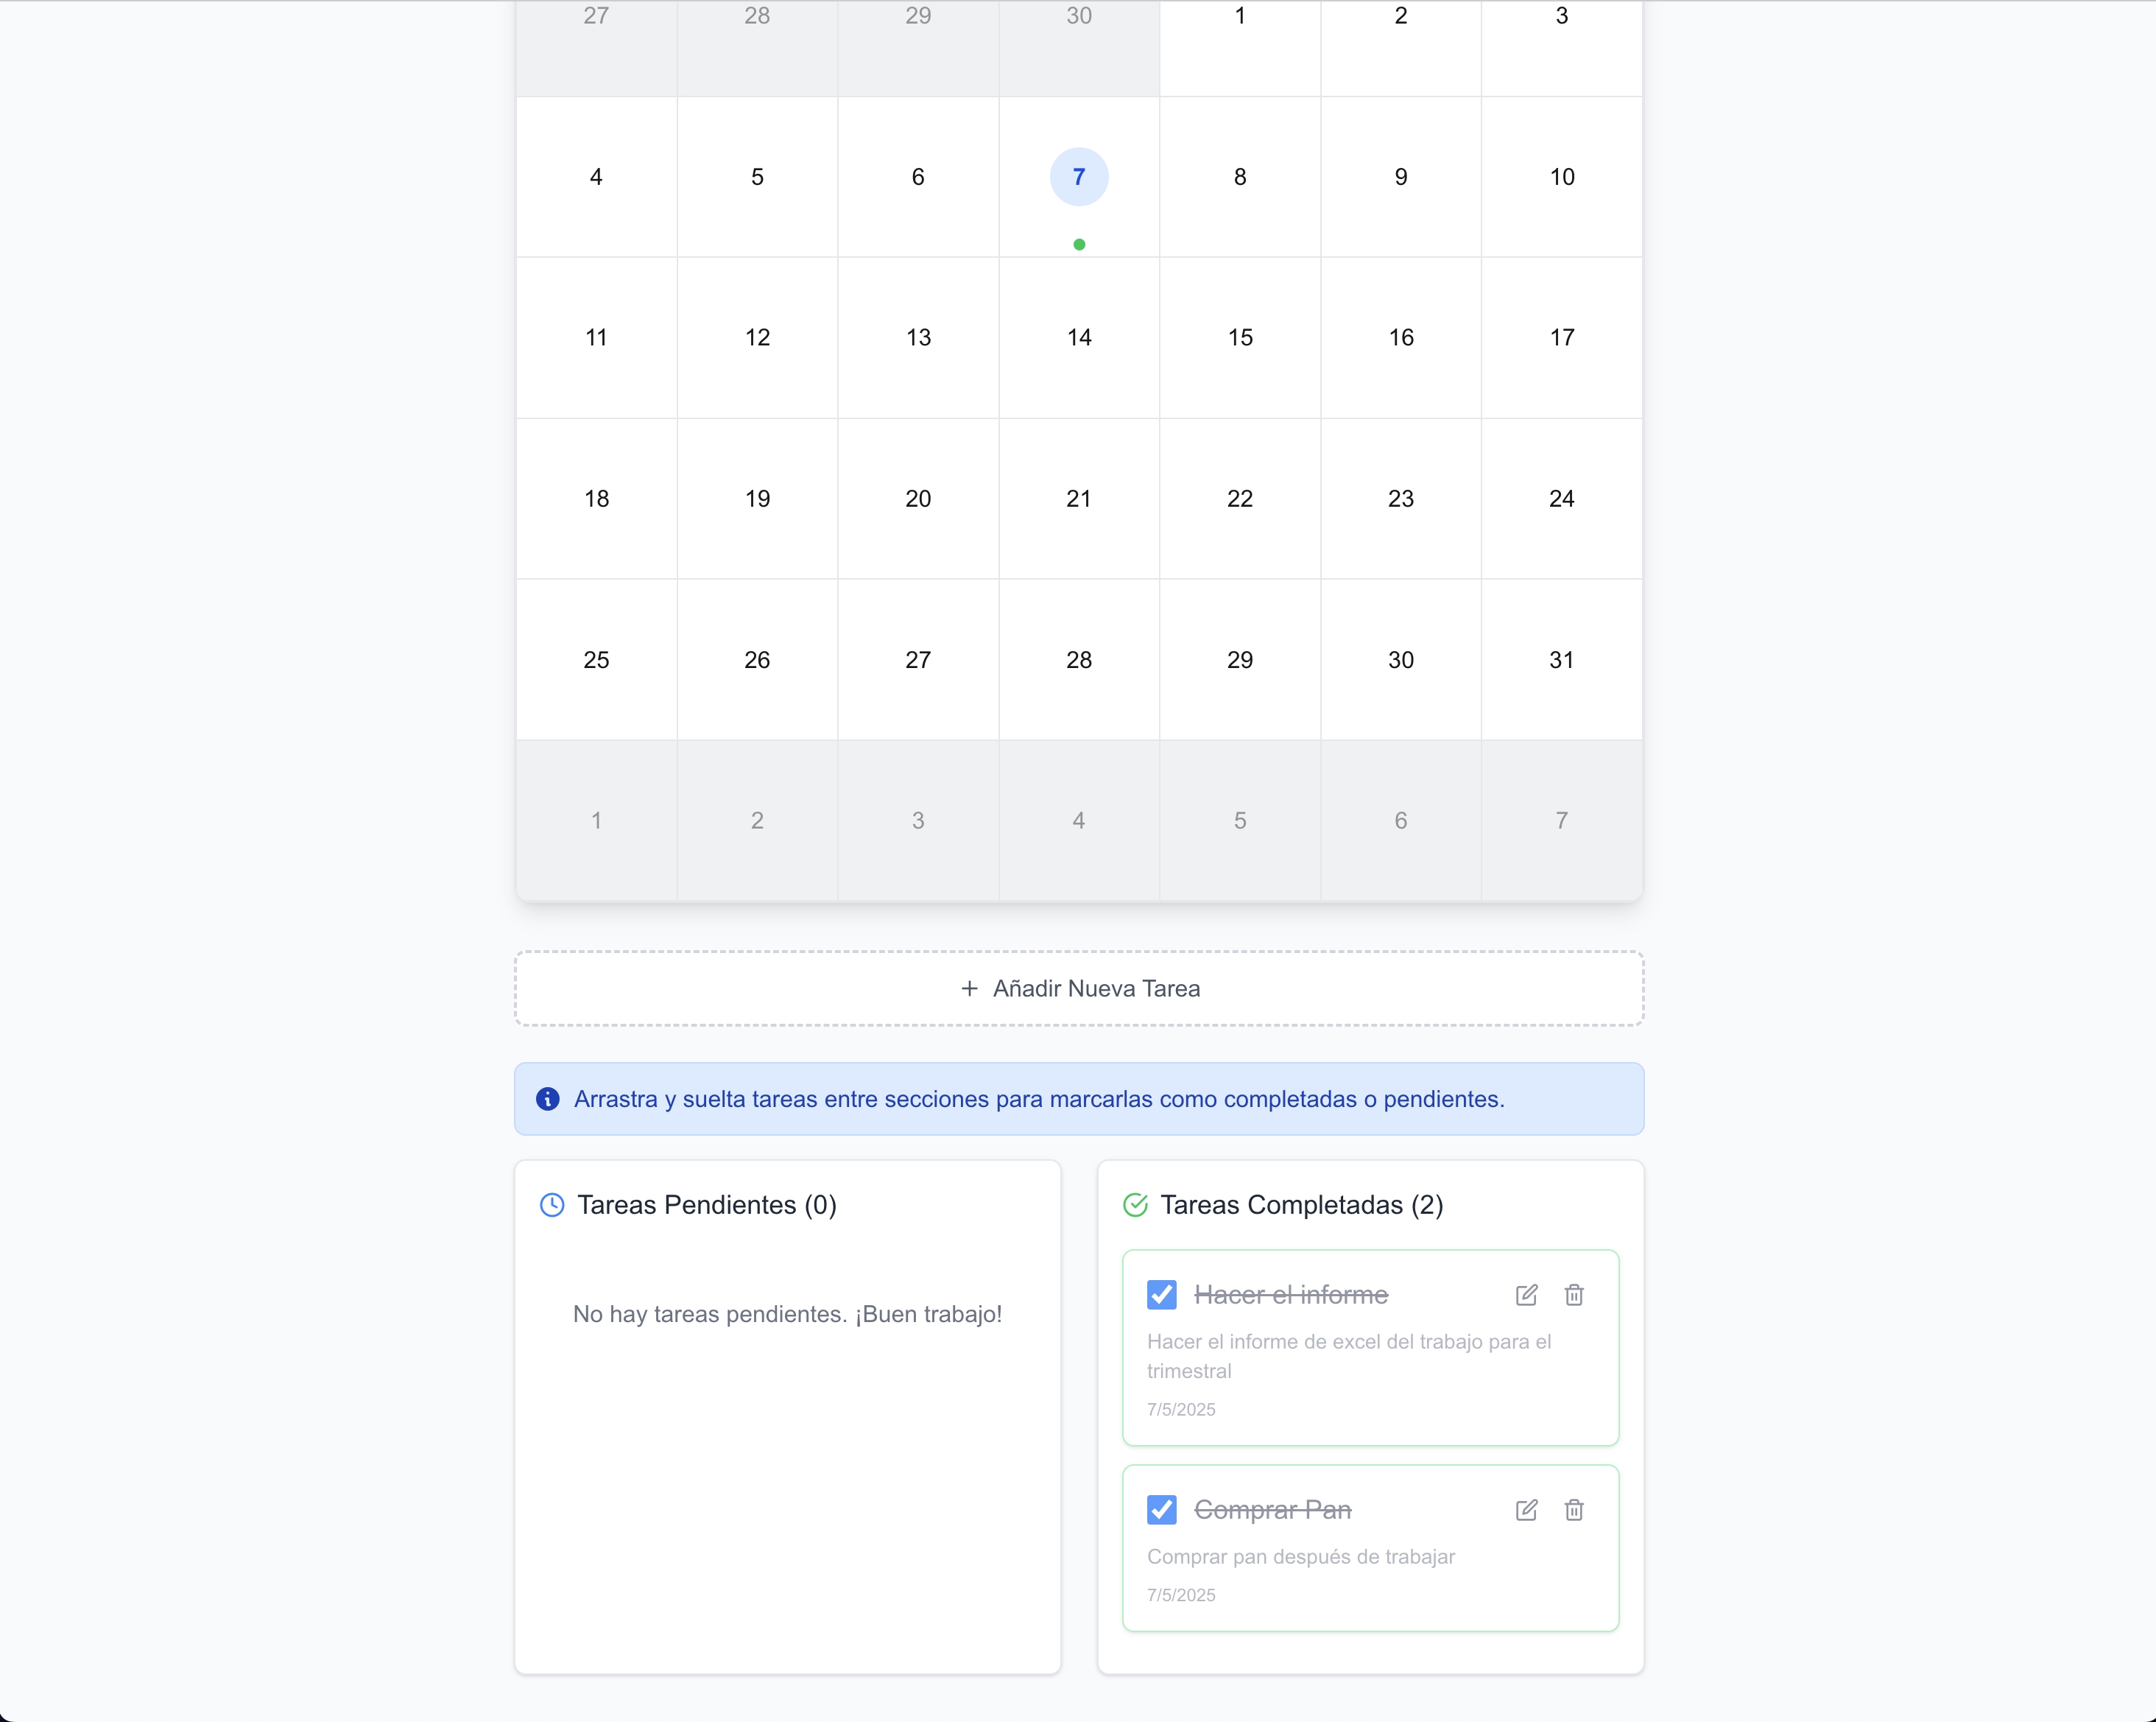 27 28 29 30 1 2 3
4 5 6 7 8 9 10
11 12 13 14 15 16 17
18 19 20 21 22 23 24
25 26 27 28 29 30 31
1 2 3 4 5 6 7
+ Añadir Nueva Tarea
Arrastra y suelta tareas entre secciones para marcarlas como completadas o pendientes.
Tareas Pendientes (0)
No hay tareas pendientes. ¡Buen trabajo!
Tareas Completadas (2)
Hacer el informe
Hacer el informe de excel del trabajo para el
trimestral
7/5/2025
Comprar Pan
Comprar pan después de trabajar
7/5/2025